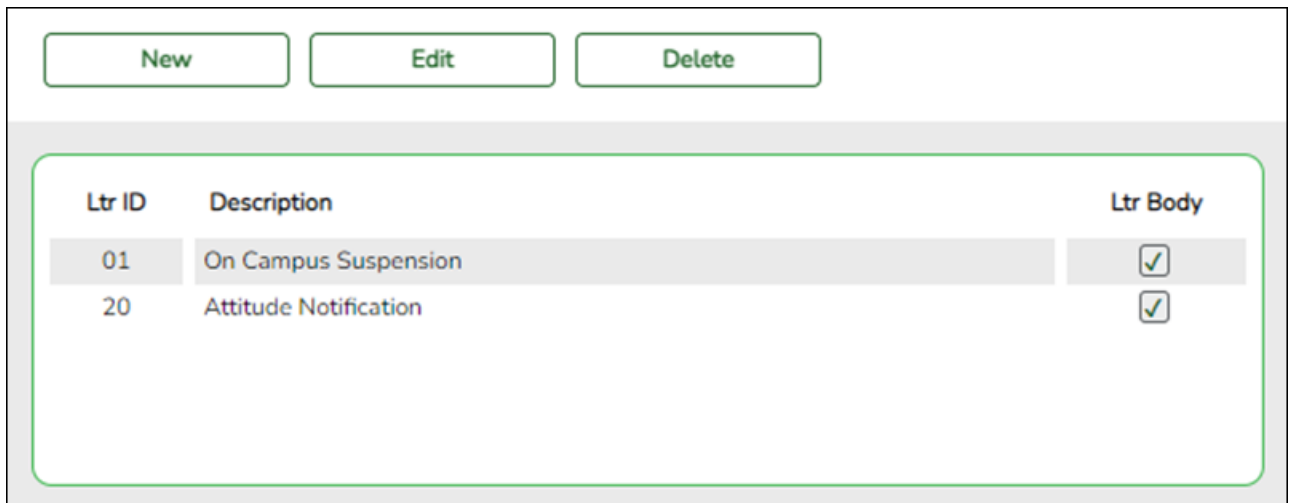 New Edit Delete
Ltr ID Description Ltr Body
01 On Campus Suspension
20 Attitude Notification